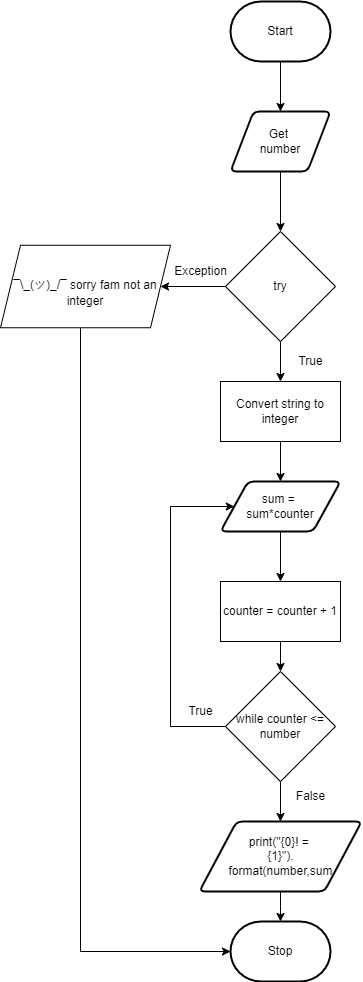 Start
Get
number
Exception
try
¯\_(ツ)_/¯ sorry fam not an
integer
True
Convert string to
integer
sum =
sum*counter
counter = counter + 1
True
while counter <=
number
False
print("{0}! =
{1}").
format(number,sum
Stop